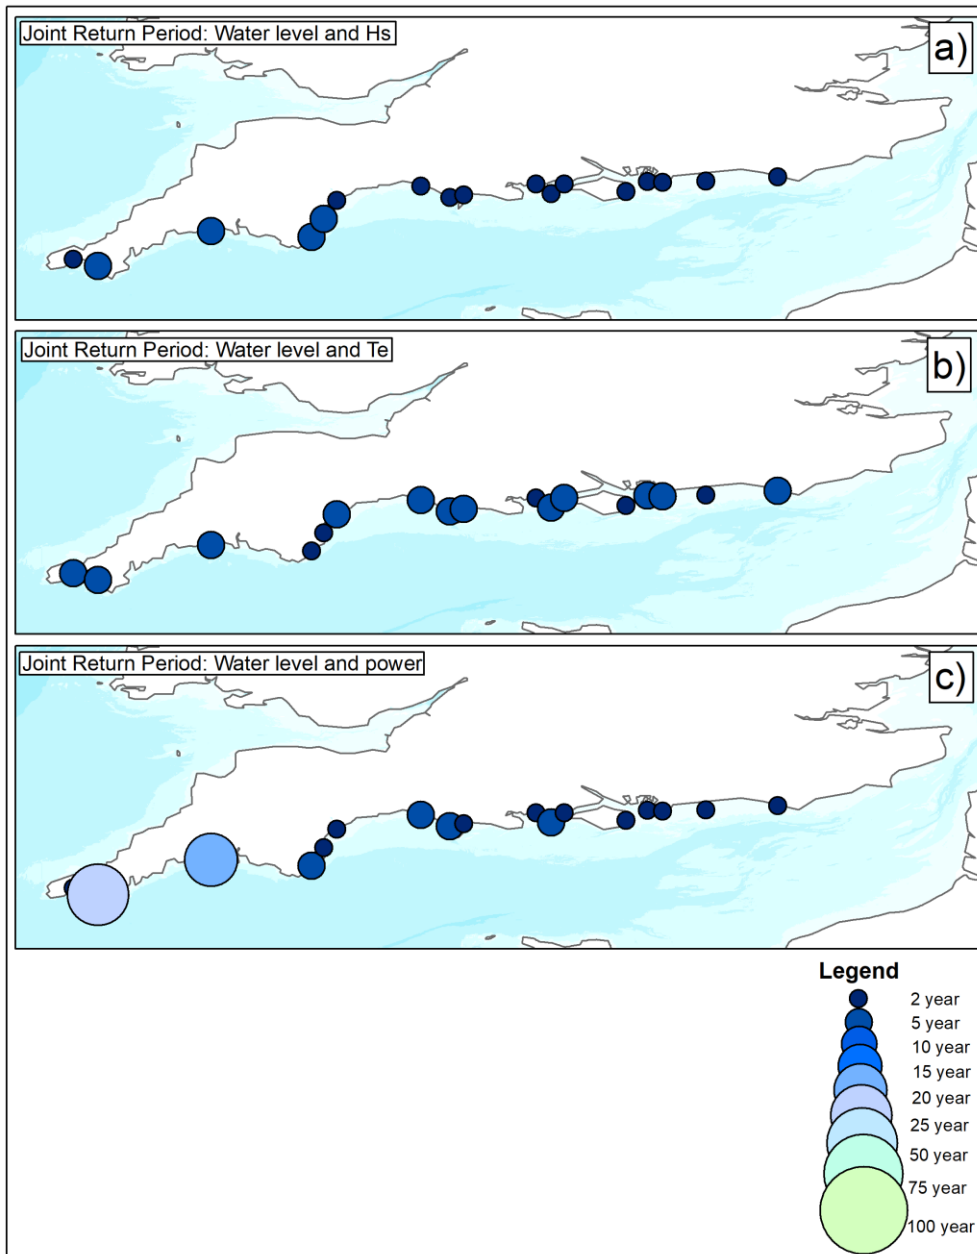 Joint Return Period: Water level and Hs
a)
Joint Return Period: Water level and Te
b)
Joint Return Period: Water level and power
c)
Legend
2 year
5 year
10 year
15 year
20 year
25 year
50 year
75 year
100 year